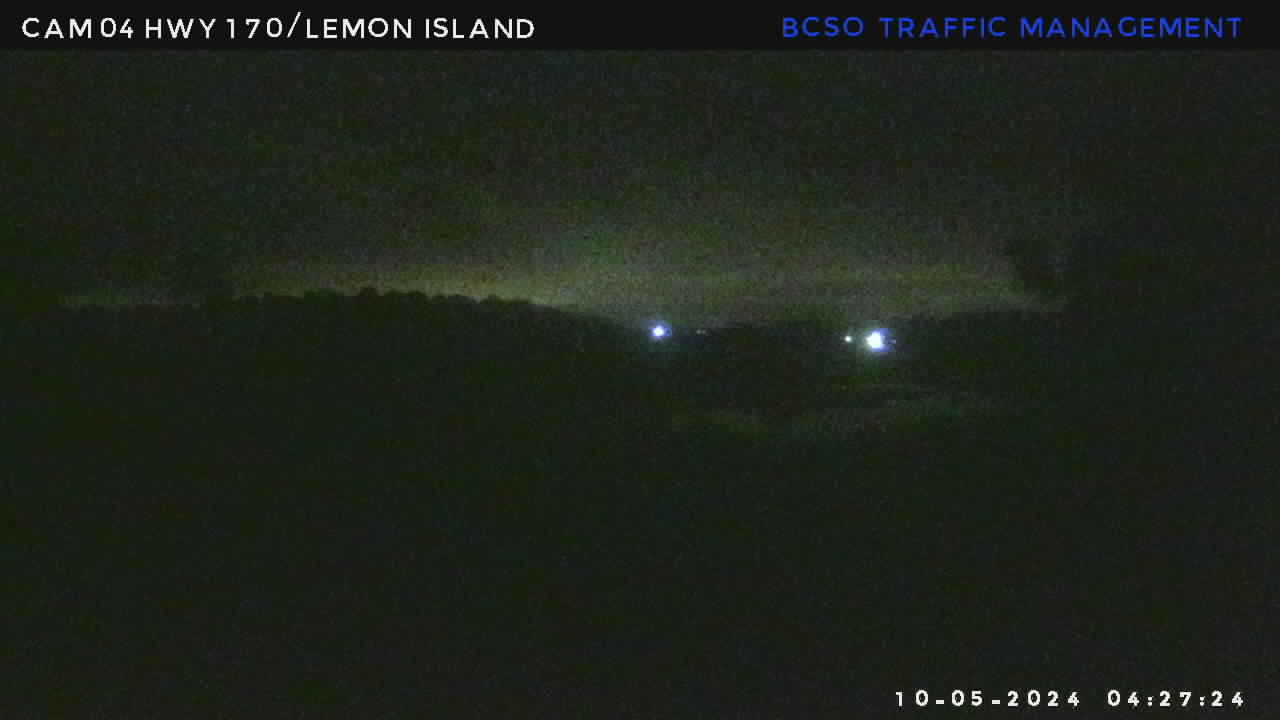 CAM04 HWY 170/LEMON ISLAND
BCSO TRAFFIC MANAGEMENT
10-05-2024 04:27:24